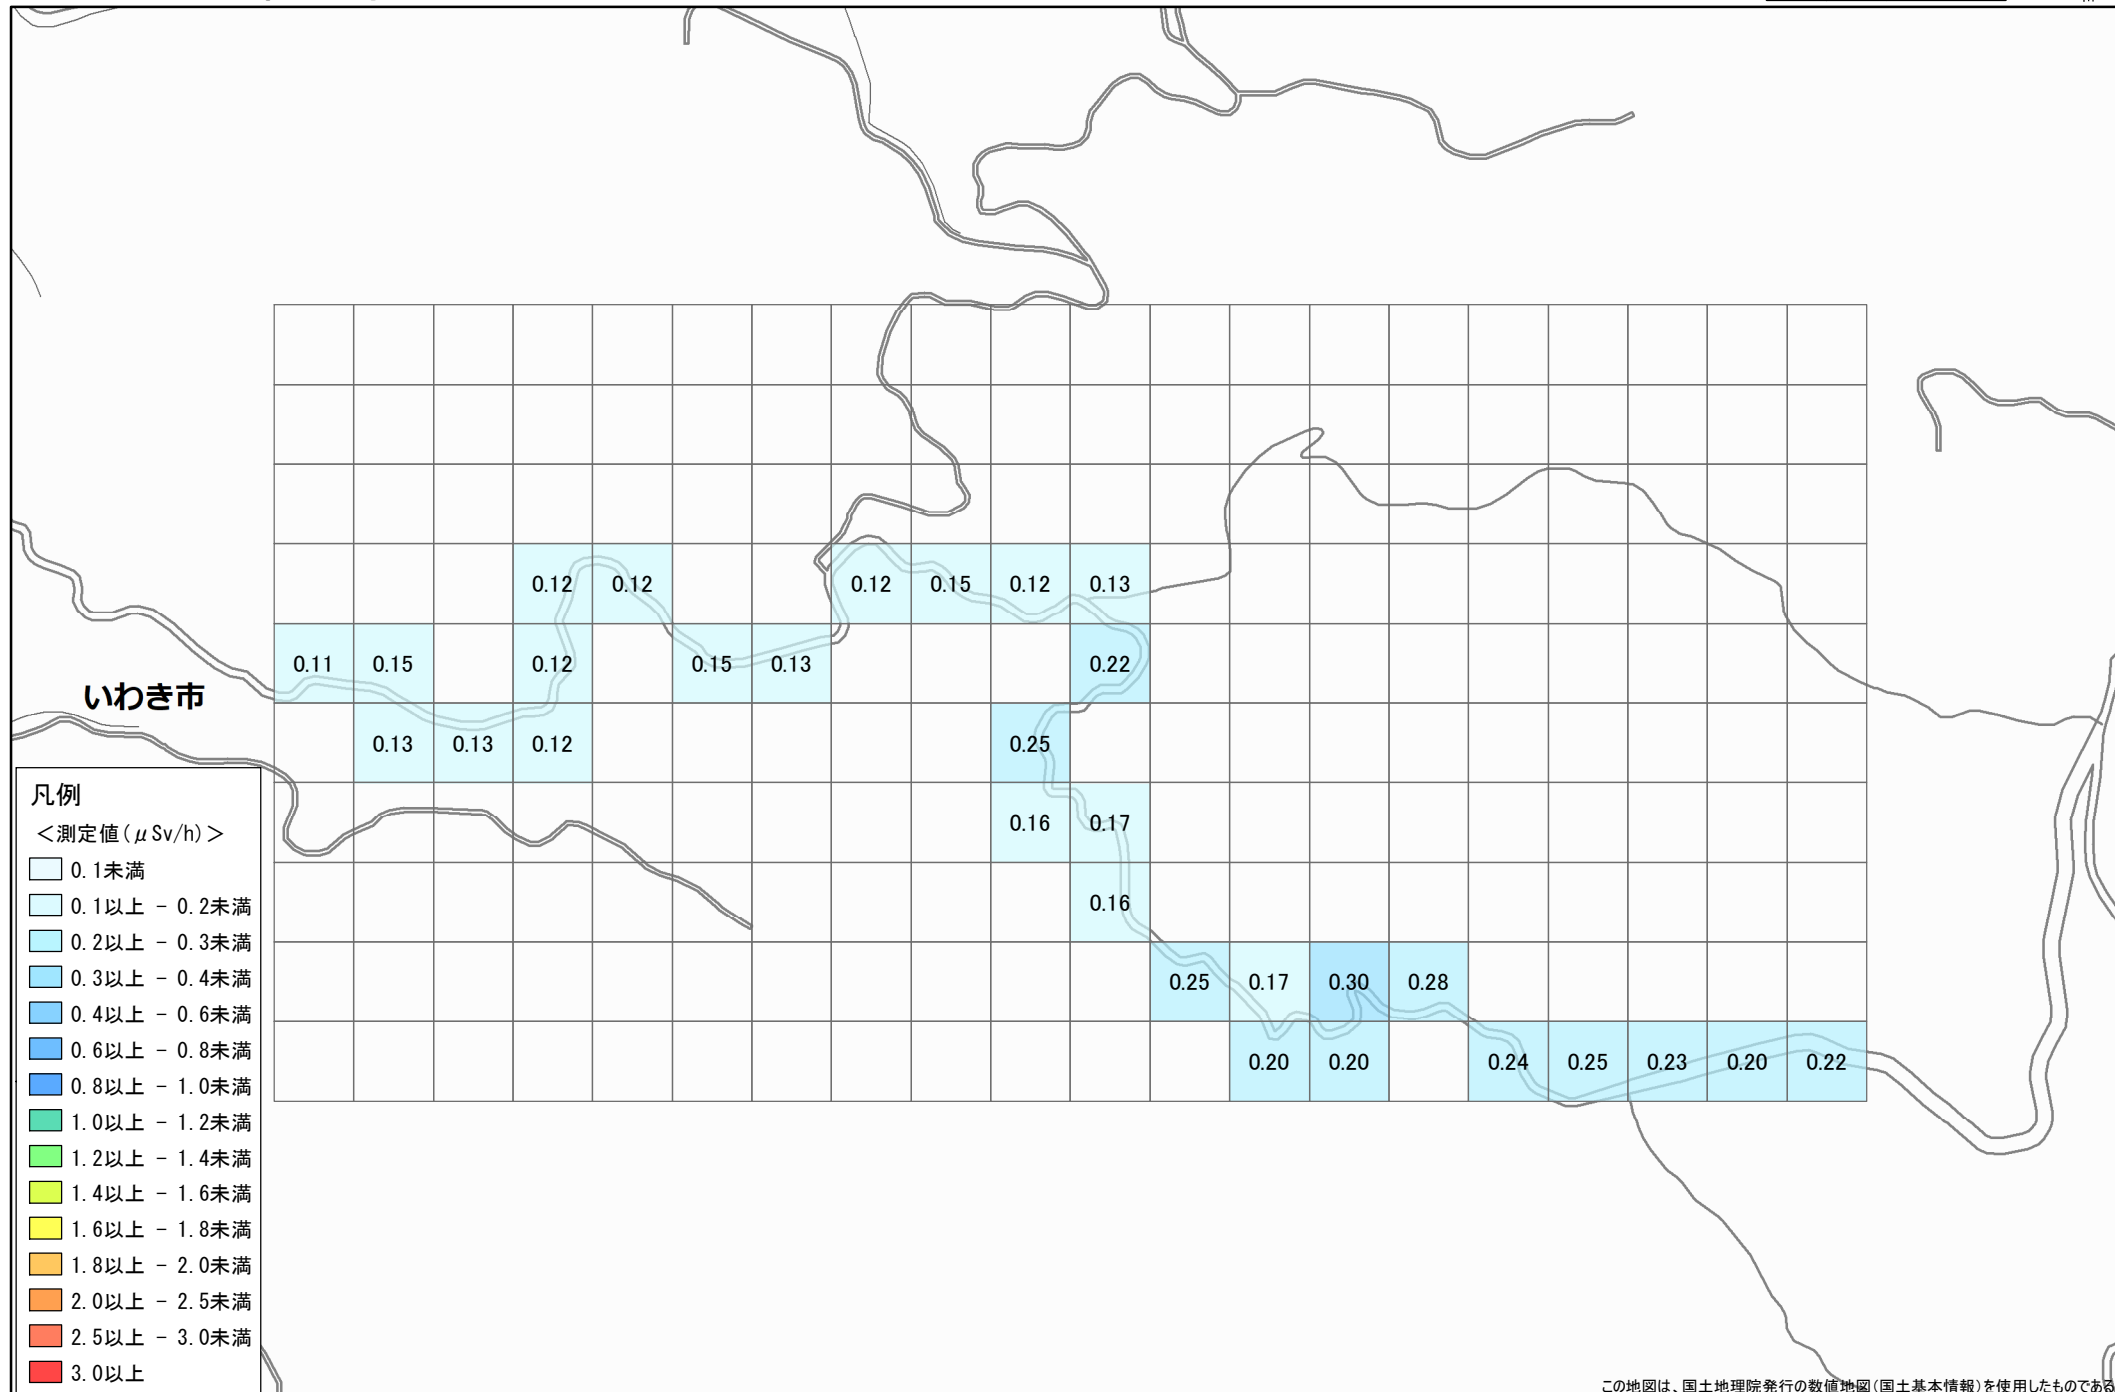 0.12 0.12 0.12 0.15 0.12 0.13
0.11 0.15 0.12 0.15 0.13 0.22
いわき市
0.13 0.13 0.12 0.25
0.16 0.17
0.16
0.25 0.17 0.30 0.28
0.20 0.20 0.24 0.25 0.23 0.20 0.22
凡例
＜測定値(μSv/h)＞
0.1未満
0.1以上 － 0.2未満
0.2以上 － 0.3未満
0.3以上 － 0.4未満
0.4以上 － 0.6未満
0.6以上 － 0.8未満
0.8以上 － 1.0未満
1.0以上 － 1.2未満
1.2以上 － 1.4未満
1.4以上 － 1.6未満
1.6以上 － 1.8未満
1.8以上 － 2.0未満
2.0以上 － 2.5未満
2.5以上 － 3.0未満
3.0以上
この地図は、国土地理院発行の数値地図(国土基本情報)を使用したものである